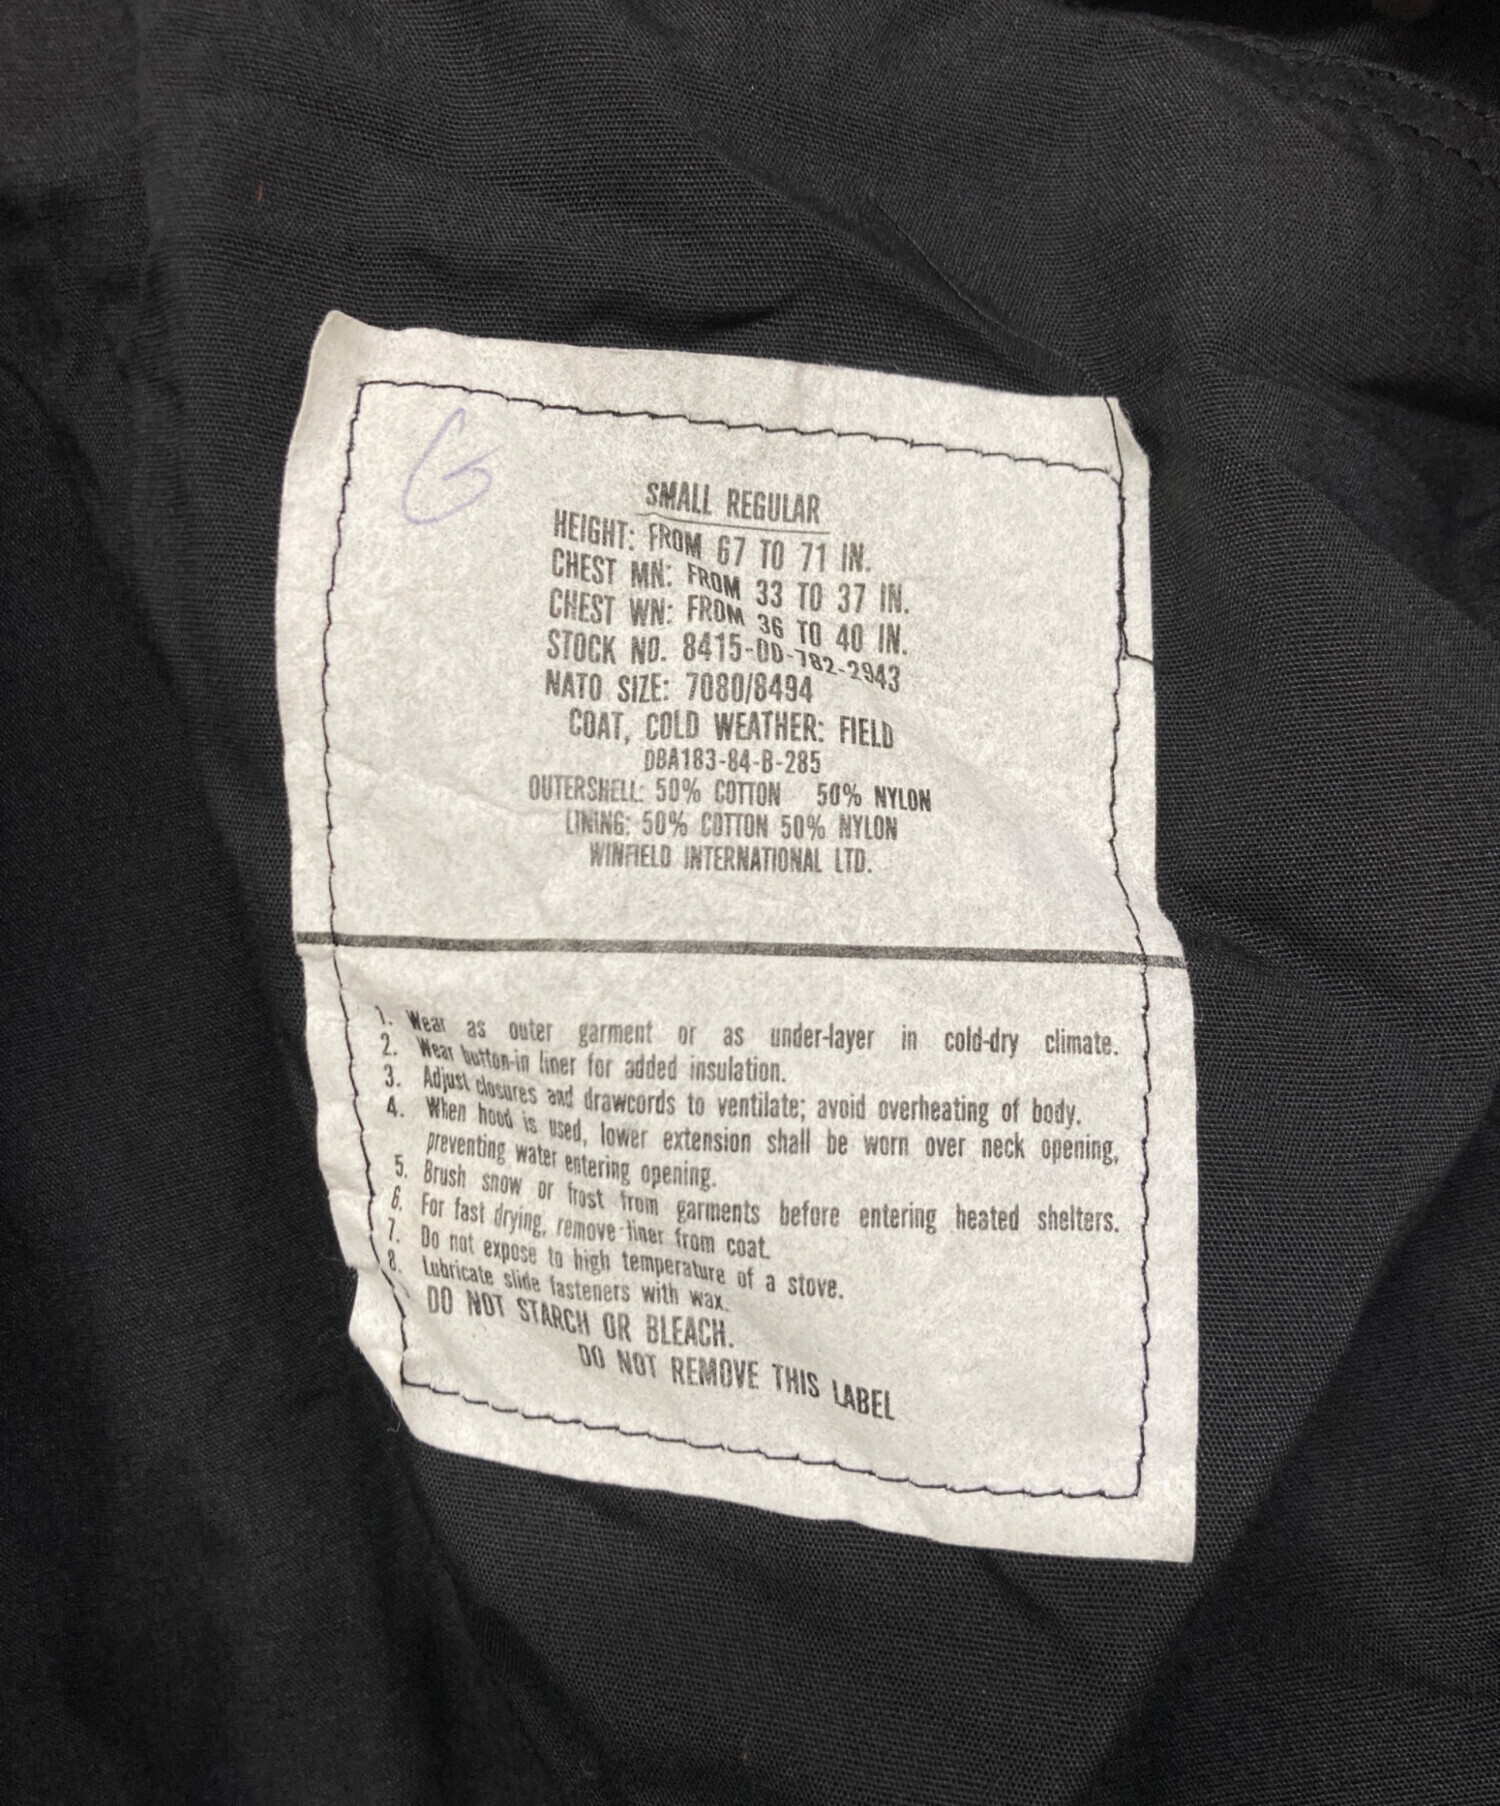 G
SMALL REGULAR
HEIGHT: FROM 67 TO 71 IN.
CHEST MN: FROM 33 TO 37 IN.
CHEST WN: FROM 36 TO 40 IN.
STOCK NO. 8415-00-782-2943
NATO SIZE: 7080/8494
COAT, COLD WEATHER: FIELD
DBA183-84-B-285
OUTERSHELL: 50% COTTON 50% NYLON
LINING: 50% COTTON 50% NYLON
WINFIELD INTERNATIONAL LTD.
1. Wear as outer garment or as under-layer in cold-dry climate.
2. Wear button-in liner for added insulation.
3. Adjust closures and drawcords to ventilate; avoid overheating of body.
4. When hood is used, lower extension shall be worn over neck opening,
preventing water entering opening.
5. Brush snow or frost from garments before entering heated shelters.
6. For fast drying, remove liner from coat.
7. Do not expose to high temperature of a stove.
8. Lubricate slide fasteners with wax.
DO NOT STARCH OR BLEACH.
DO NOT REMOVE THIS LABEL